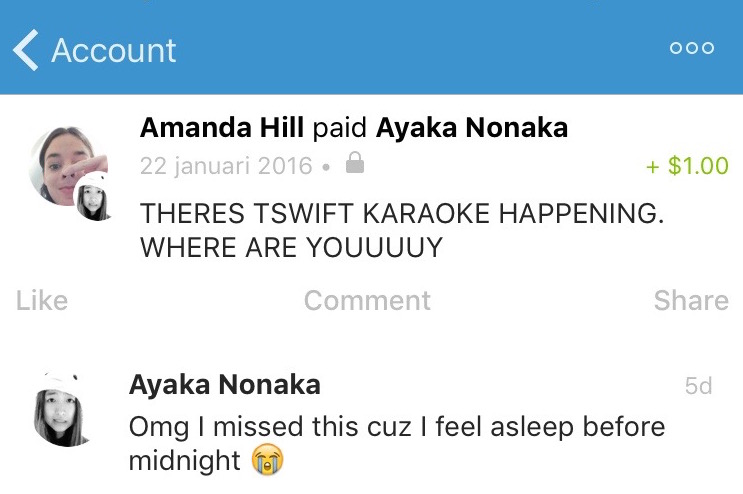 Account
Amanda Hill paid Ayaka Nonaka
22 januari 2016 • + $1.00
THERES TSWIFT KARAOKE HAPPENING.
WHERE ARE YOUUUUY
Like Comment Share
Ayaka Nonaka 5d
Omg I missed this cuz I feel asleep before
midnight 😭